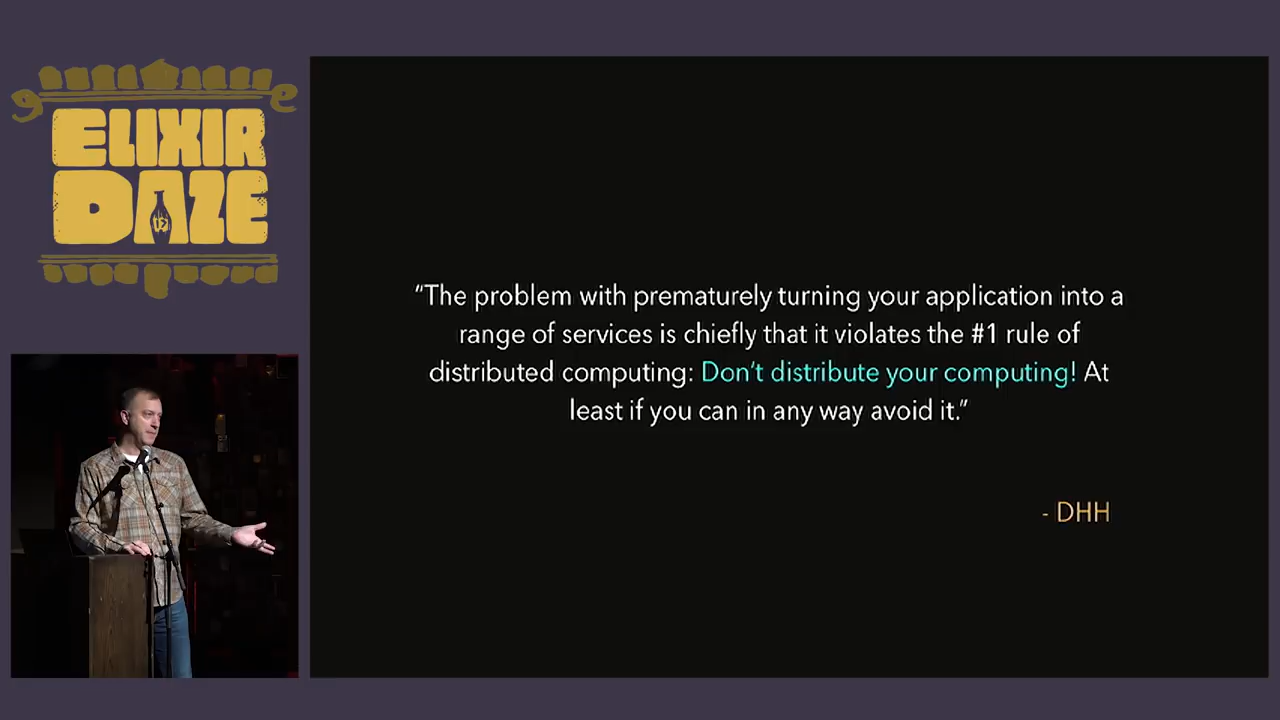 ELIXIR
DAZE
“The problem with prematurely turning your application into a
range of services is chiefly that it violates the #1 rule of
distributed computing: Don’t distribute your computing! At
least if you can in any way avoid it.”
- DHH